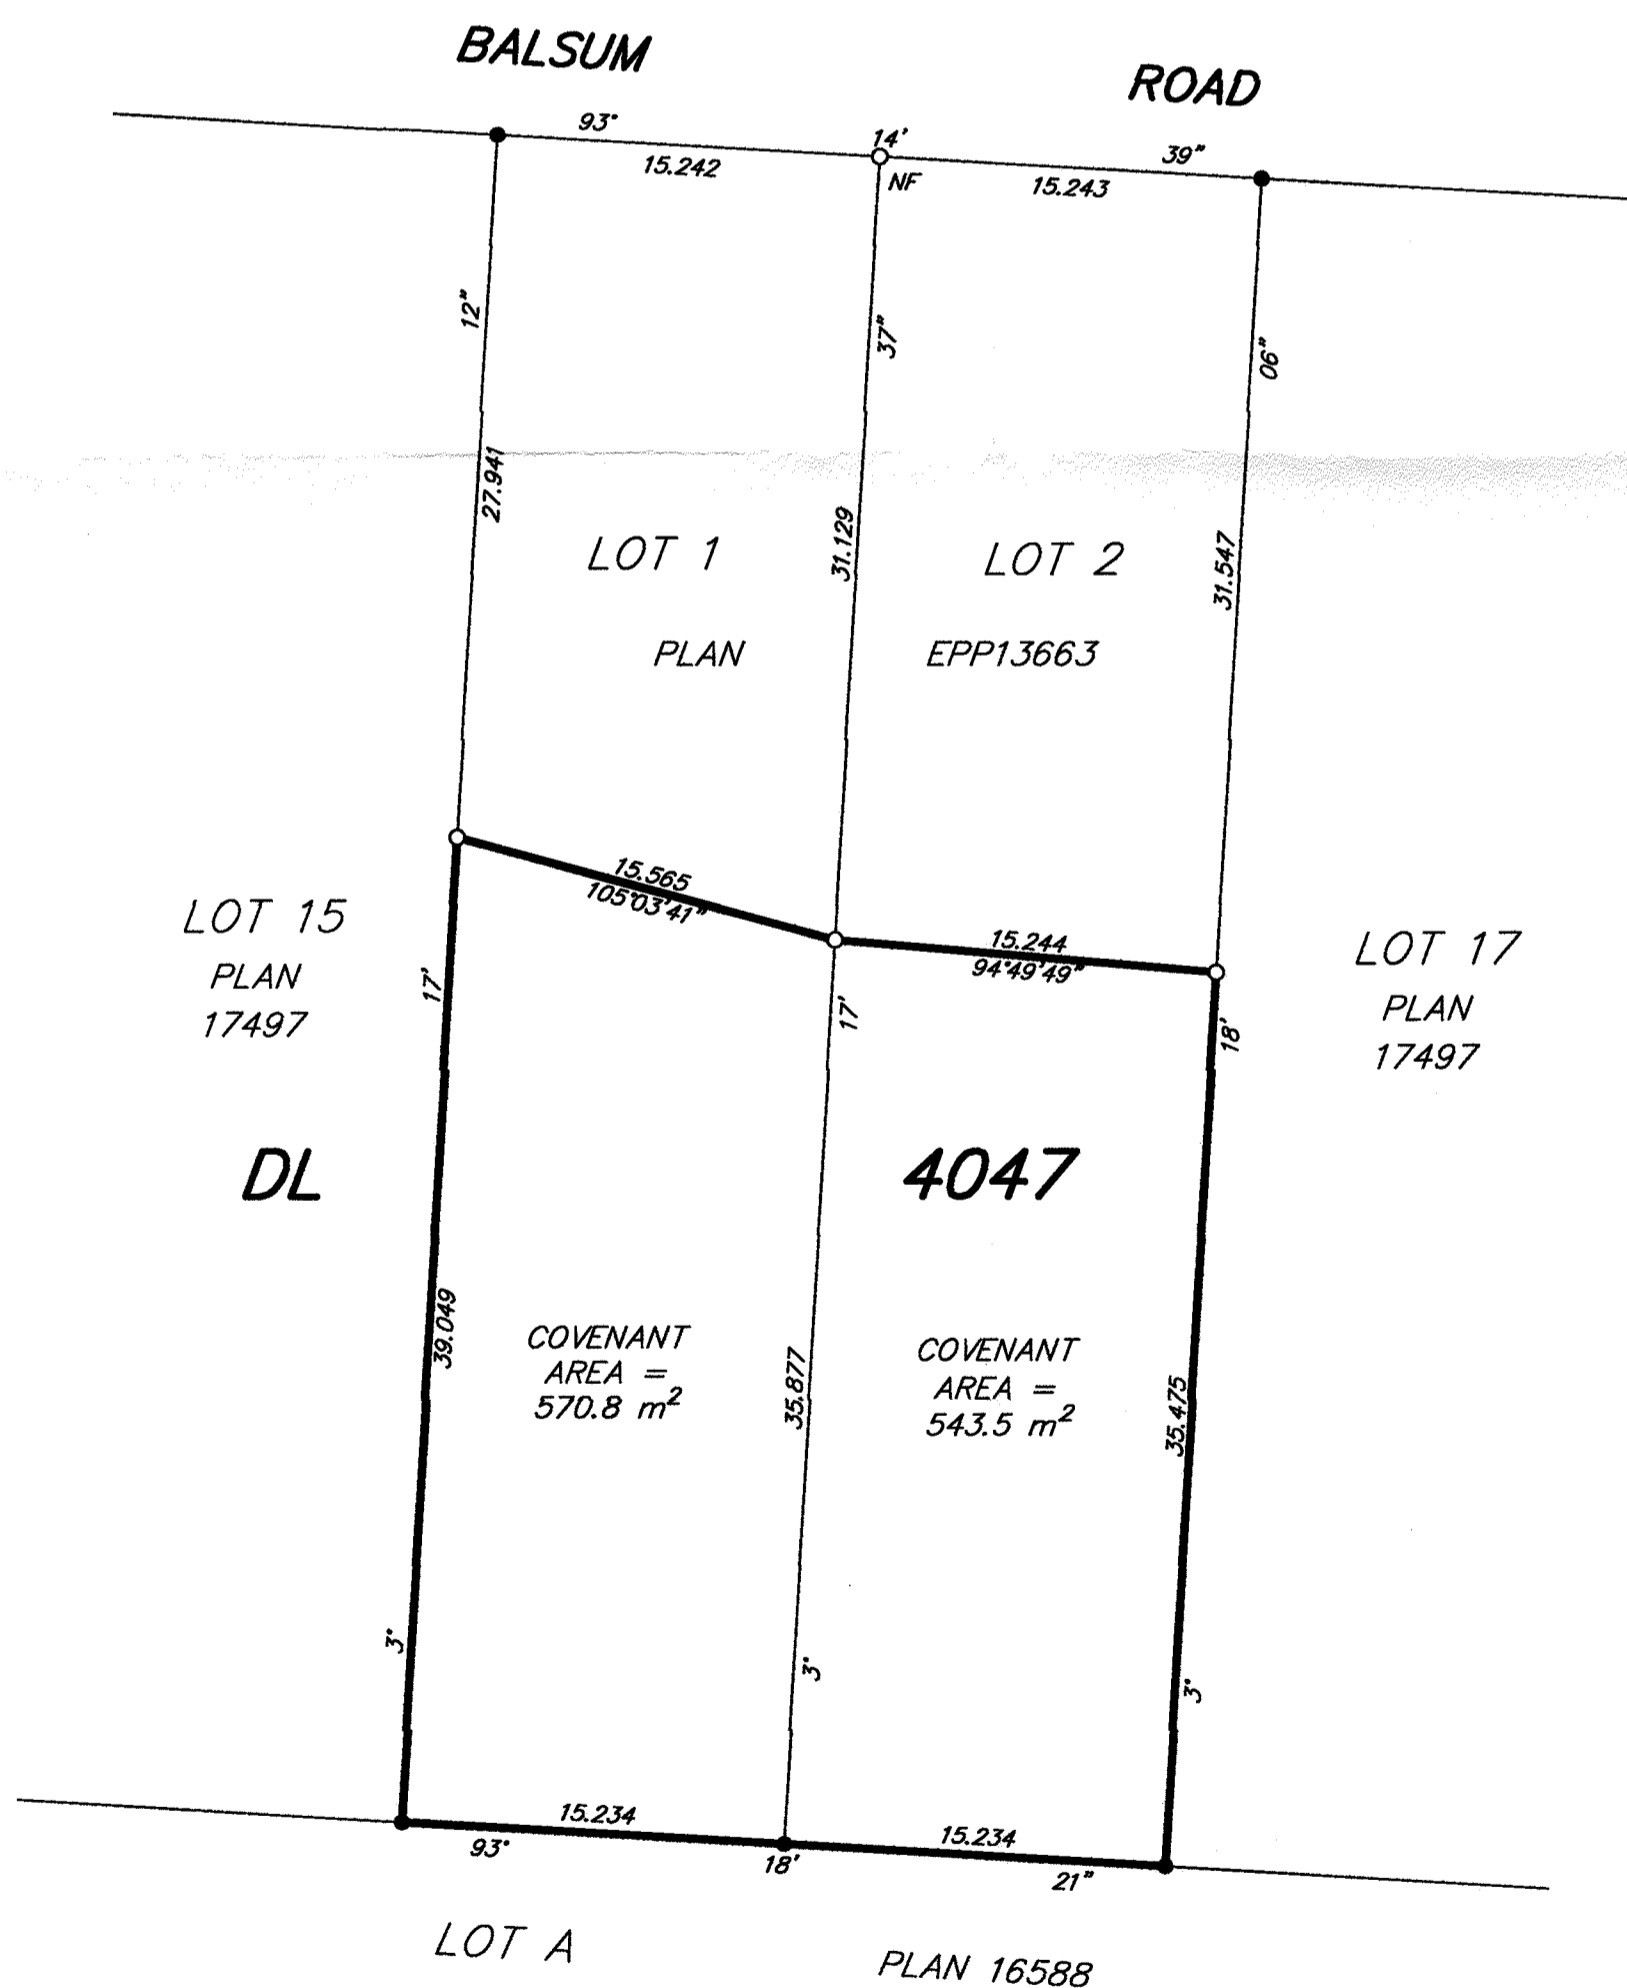 BALSUM ROAD
93° 14' 39"
15.242 NF 15.243
12"
37"
06"
27.941
31.129
31.547
LOT 1
LOT 2
PLAN EPP13663
15.565
105°03'41"
15.244
94°49'49"
LOT 15
PLAN
17497
LOT 17
PLAN
17497
17'
17'
18'
DL 4047
39.049
35.877
35.475
COVENANT
AREA =
570.8 m²
COVENANT
AREA =
543.5 m²
3°
3°
3°
15.234
15.234
93° 18' 21"
LOT A PLAN 16588